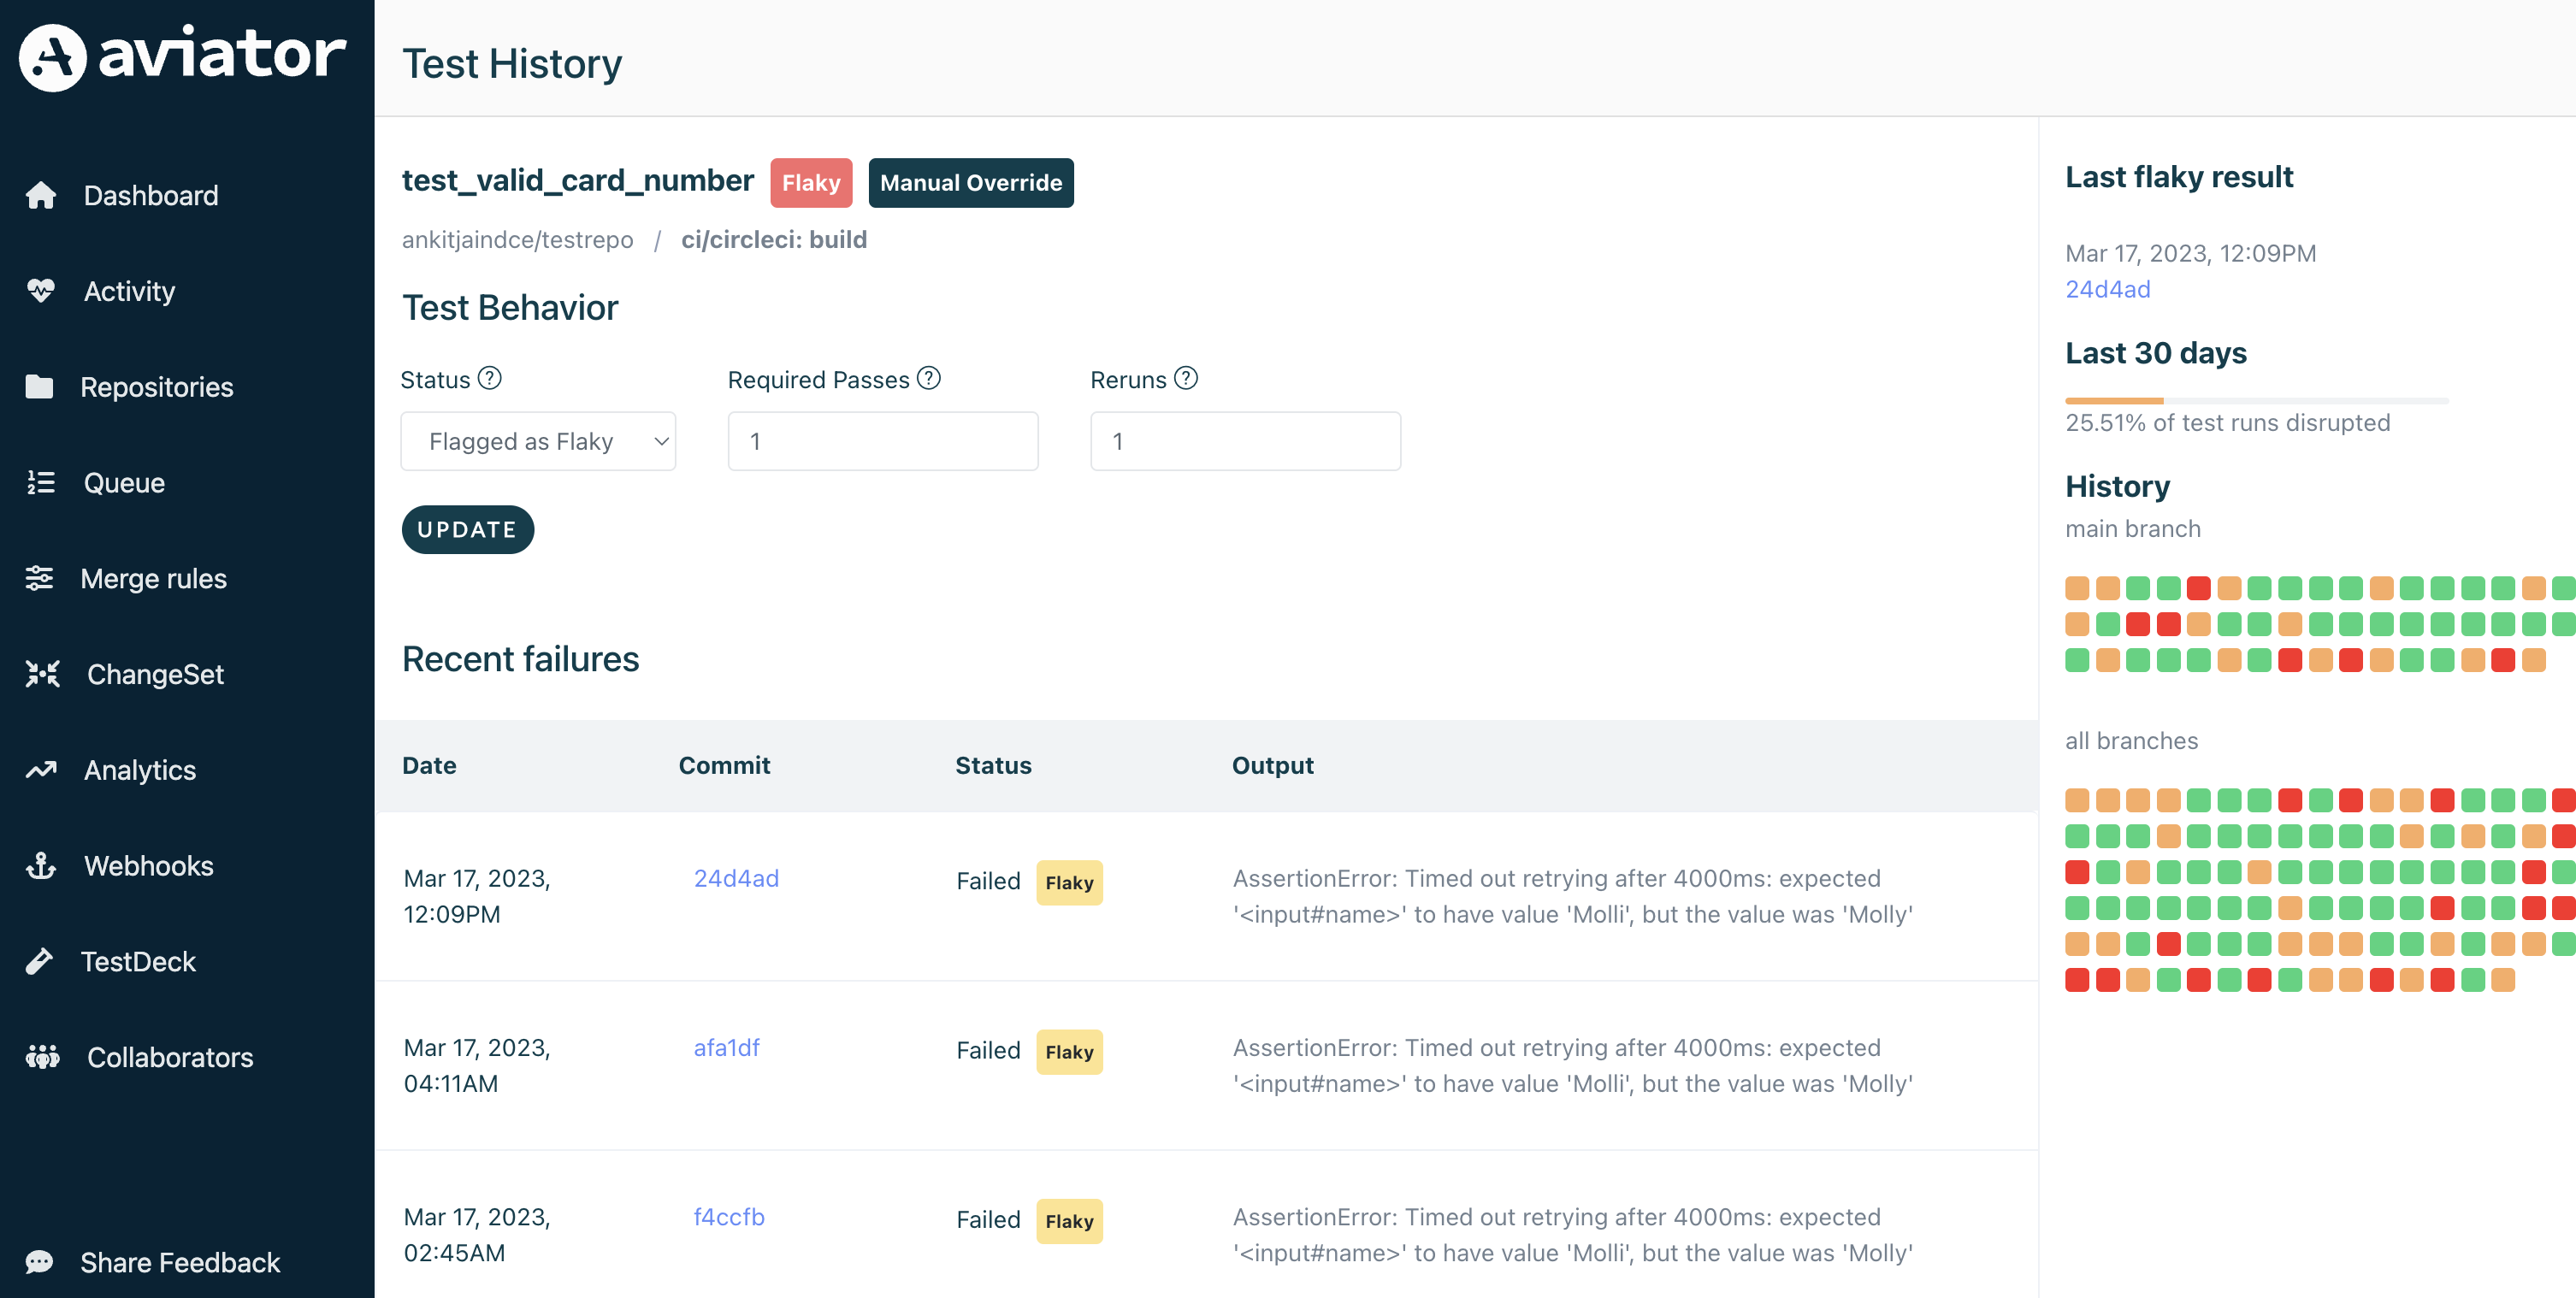 aviator
Dashboard
Activity
Repositories
Queue
Merge rules
ChangeSet
Analytics
Webhooks
TestDeck
Collaborators
Share Feedback
Test History
test_valid_card_number Flaky Manual Override
ankitjaindce/testrepo / ci/circleci: build
Test Behavior
Status ? Required Passes ? Reruns ?
Flagged as Flaky 1 1
UPDATE
Recent failures
Date Commit Status Output
Mar 17, 2023,
12:09PM
24d4ad
Failed Flaky
AssertionError: Timed out retrying after 4000ms: expected
'<input#name>' to have value 'Molli', but the value was 'Molly'
Mar 17, 2023,
04:11AM
afa1df
Failed Flaky
AssertionError: Timed out retrying after 4000ms: expected
'<input#name>' to have value 'Molli', but the value was 'Molly'
Mar 17, 2023,
02:45AM
f4ccfb
Failed Flaky
AssertionError: Timed out retrying after 4000ms: expected
'<input#name>' to have value 'Molli', but the value was 'Molly'
Last flaky result
Mar 17, 2023, 12:09PM
24d4ad
Last 30 days
25.51% of test runs disrupted
History
main branch
all branches